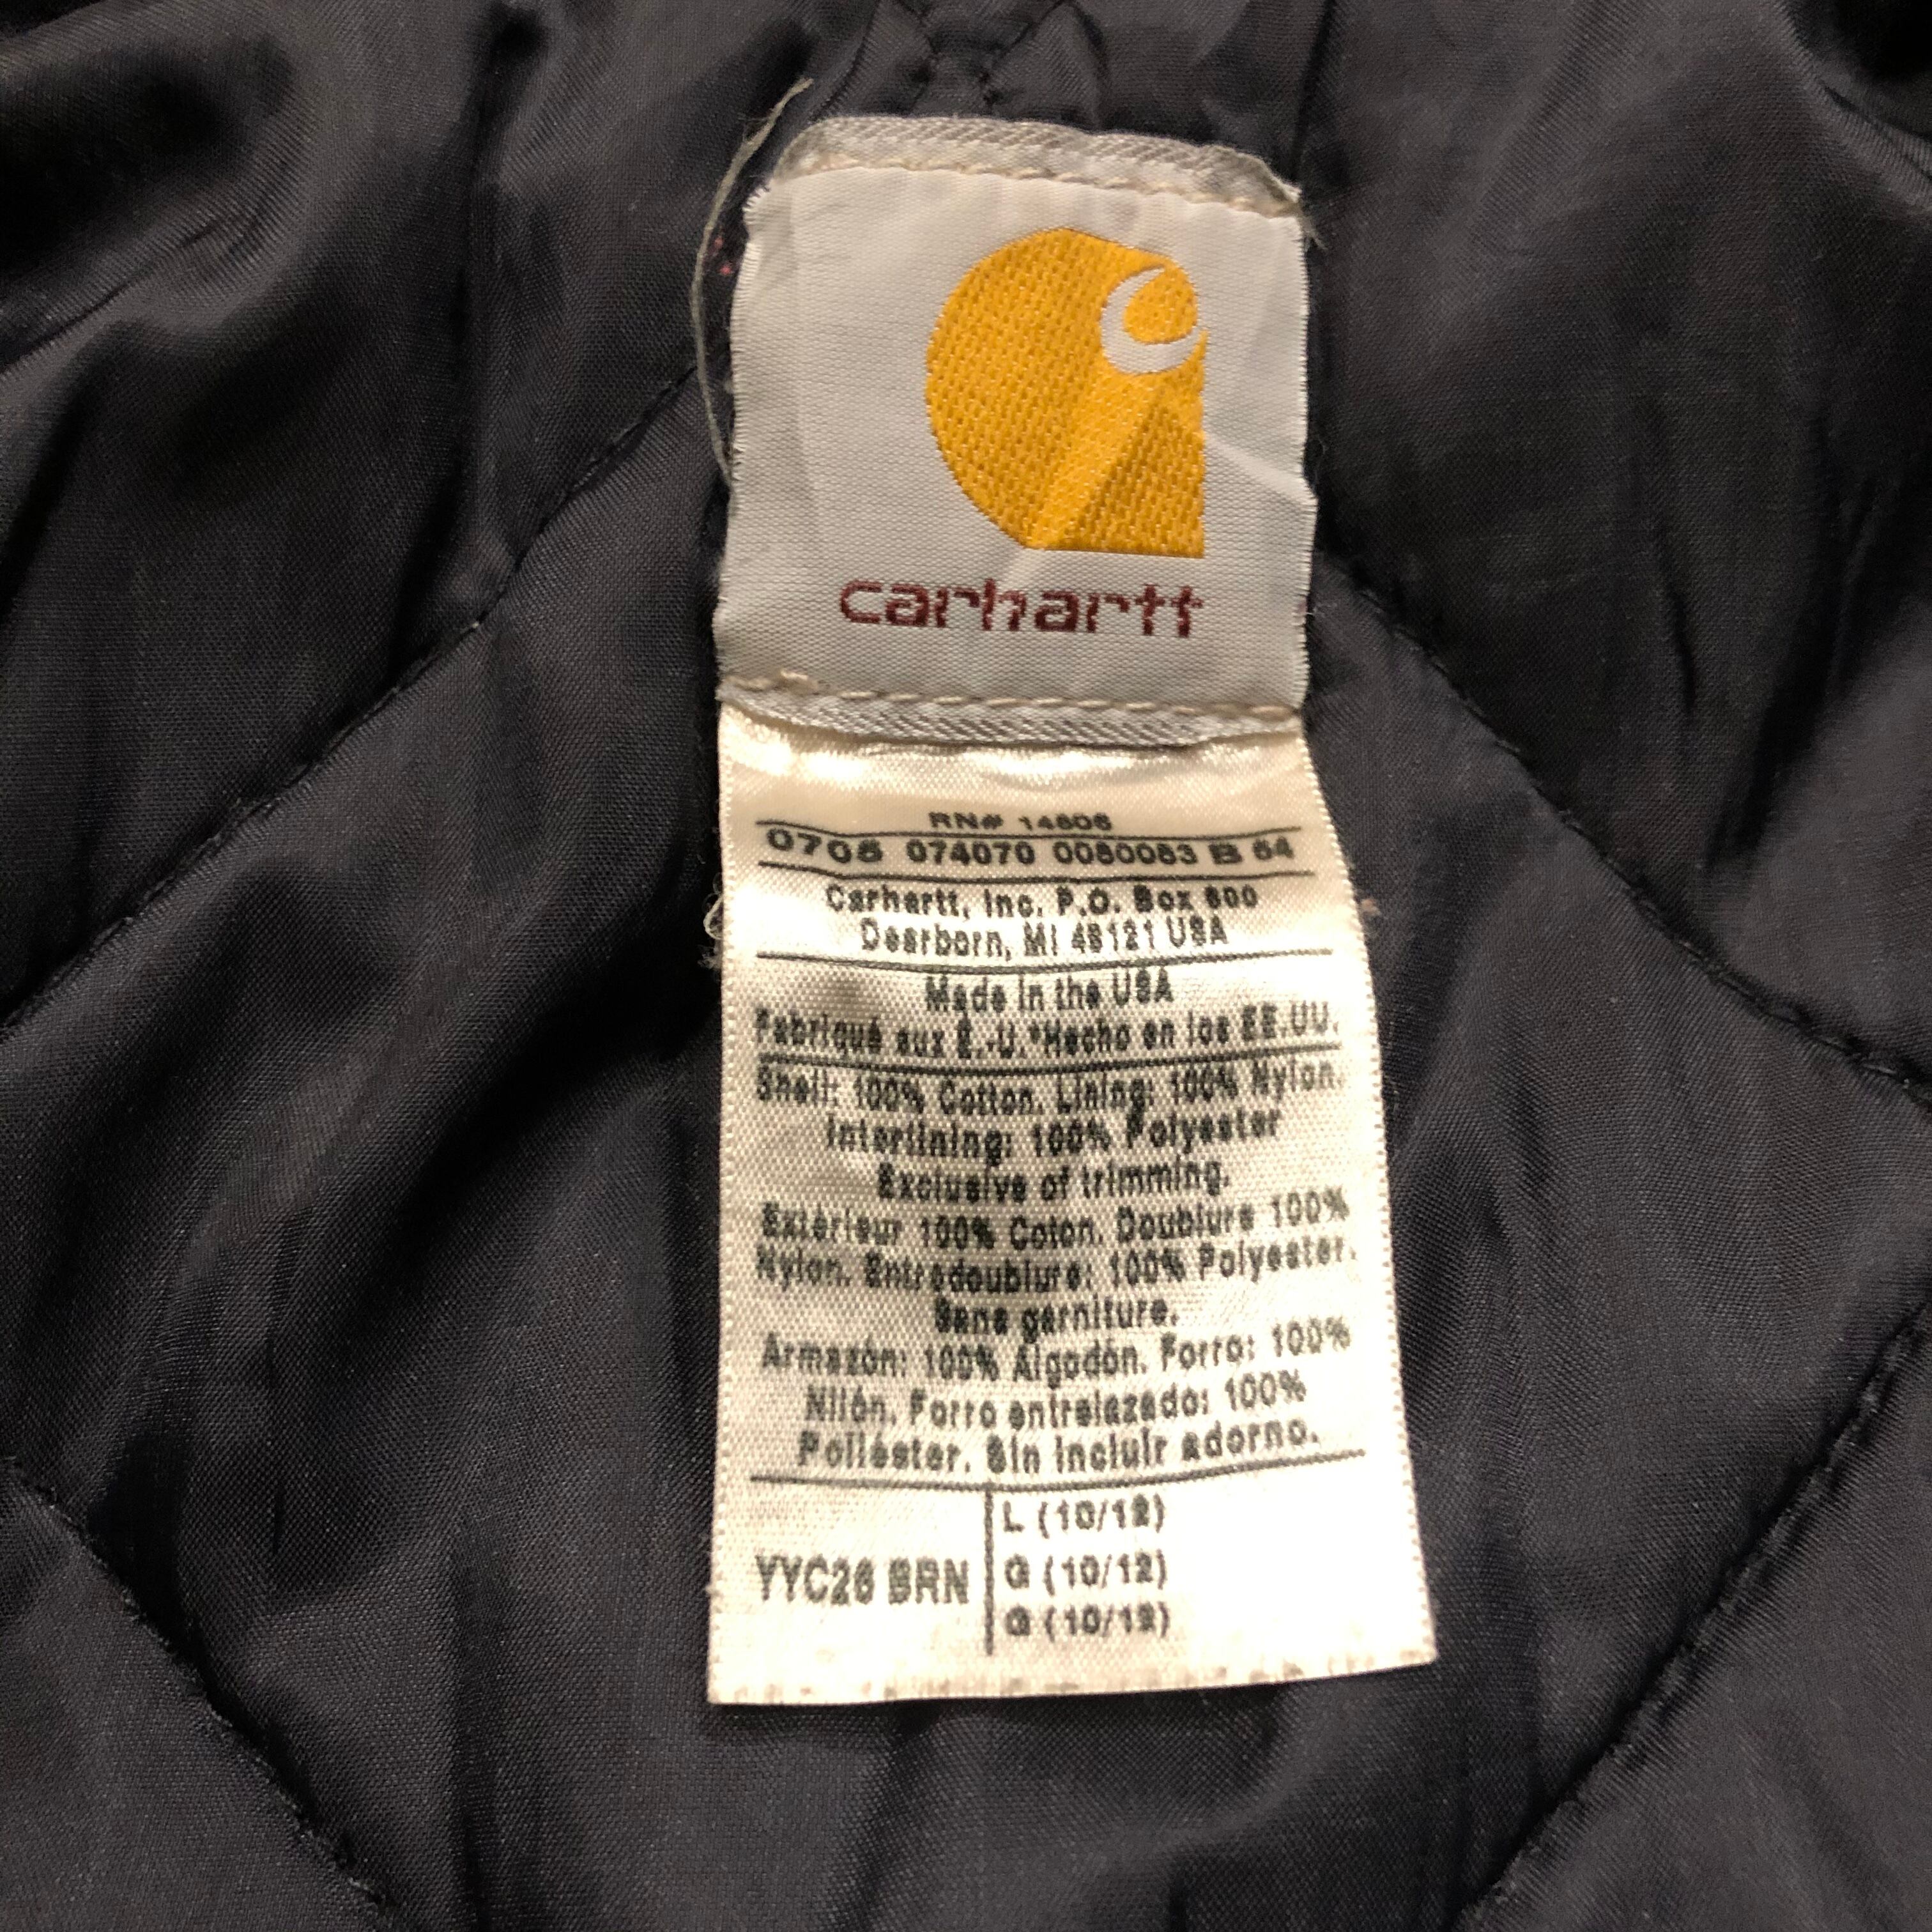 carhartt
RN# 14806
0705 074070 0080083 B 64
Carhartt, Inc. P.O. Box 600
Dearborn, MI 48121 USA
Made in the USA
Fabriqué aux É.-U.*Hecho en los EE.UU.
Shell: 100% Cotton. Lining: 100% Nylon.
Interlining: 100% Polyester
Exclusive of trimming.
Extérieur 100% Coton. Doublure 100%
Nylon. Entredoublure: 100% Polyester.
Sans garniture.
Armazón: 100% Algodón. Forro: 100%
Nilón. Forro entrelazado: 100%
Poliéster. Sin incluir adorno.
L (10/12)
YYC26 BRN
G (10/12)
G (10/12)